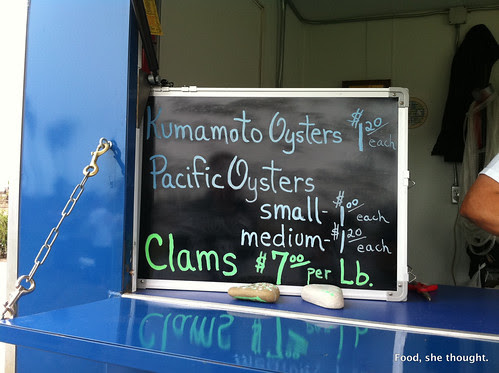 Kumamoto Oysters $1.20 each
Pacific Oysters
small- $1.00 each
medium- $1.20 each
Clams $7.00 per Lb.
Food, she thought.